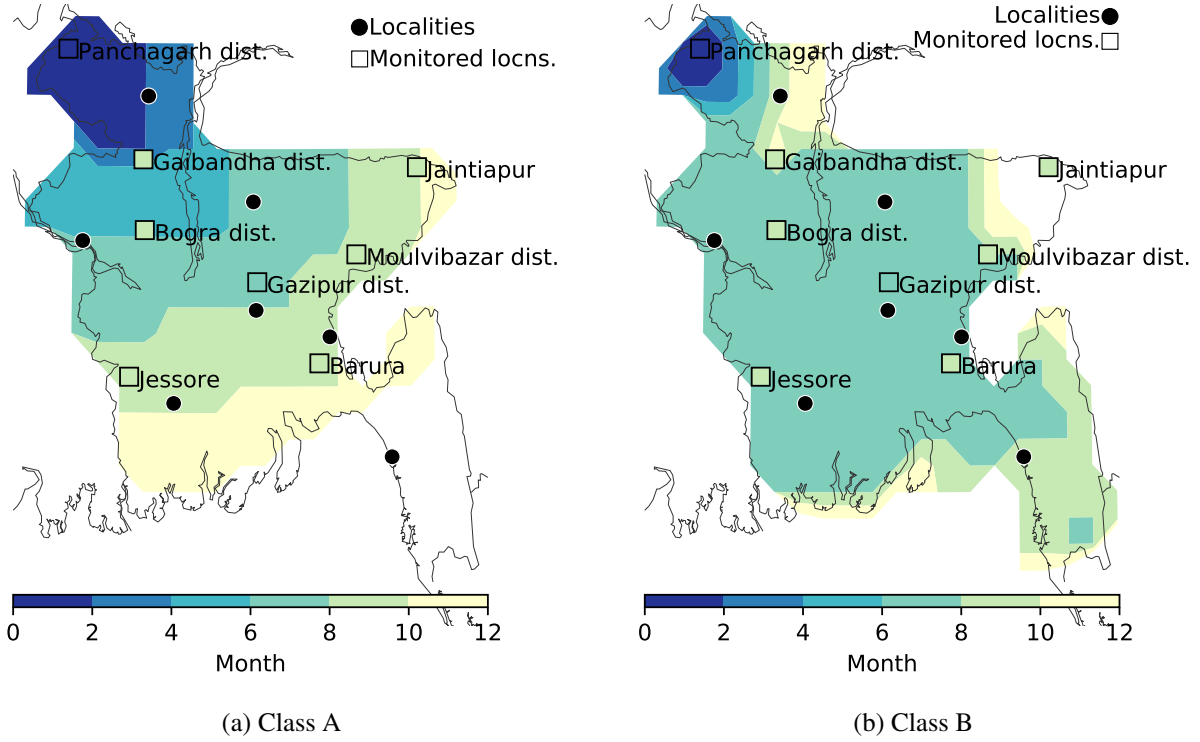 Localities
Monitored locns.
Panchagarh dist.
Gaibandha dist.
Jaintiapur
Bogra dist.
Moulvibazar dist.
Gazipur dist.
Barura
Jessore
0 2 4 6 8 10 12
Month
(a) Class A
Localities
Monitored locns.
Panchagarh dist.
Gaibandha dist.
Jaintiapur
Bogra dist.
Moulvibazar dist.
Gazipur dist.
Barura
Jessore
0 2 4 6 8 10 12
Month
(b) Class B